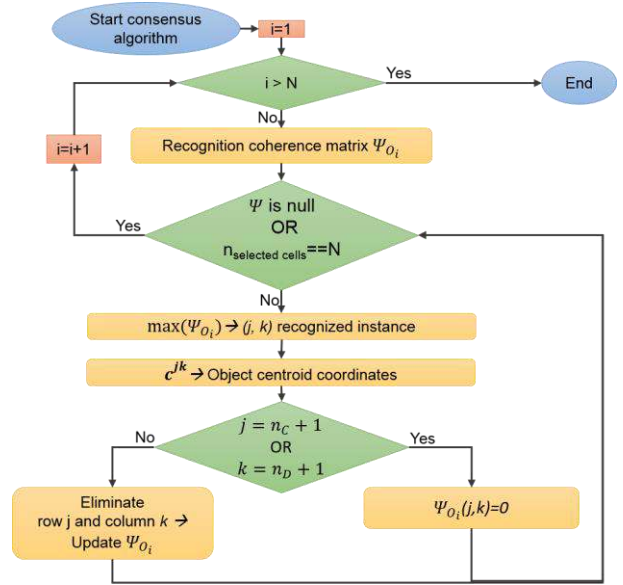 Start consensus
algorithm
i=1
i > N
Yes
End
No
i=i+1
Recognition coherence matrix Ψ_{O_i}
Ψ is null
OR
n_{selected cells}==N
Yes
No
max(Ψ_{O_i}) → (j, k) recognized instance
c^{jk} → Object centroid coordinates
j = n_C + 1
OR
k = n_D + 1
No
Yes
Eliminate
row j and column k →
Update Ψ_{O_i}
Ψ_{O_i}(j,k)=0